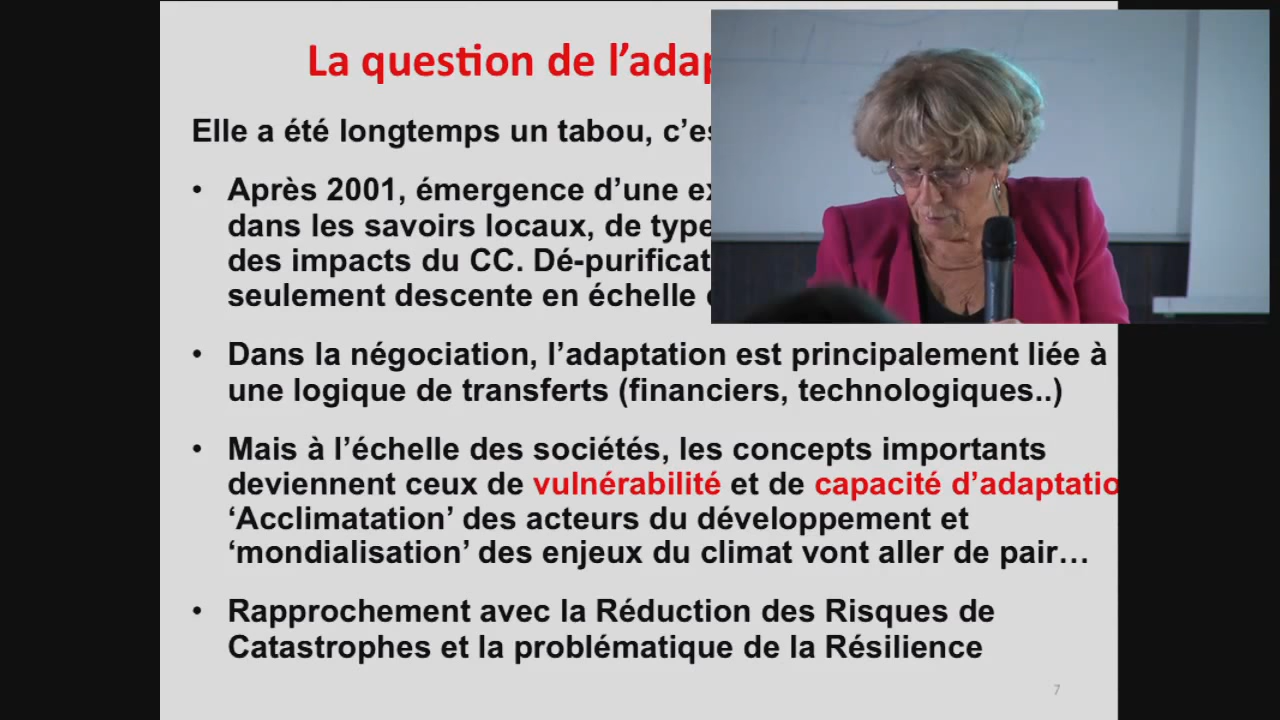 La question de l’adap
Elle a été longtemps un tabou, c’es
• Après 2001, émergence d’une ex
dans les savoirs locaux, de type
des impacts du CC. Dé-purificat
seulement descente en échelle
• Dans la négociation, l’adaptation est principalement liée à
une logique de transferts (financiers, technologiques..)
• Mais à l’échelle des sociétés, les concepts importants
deviennent ceux de vulnérabilité et de capacité d’adaptatio
‘Acclimatation’ des acteurs du développement et
‘mondialisation’ des enjeux du climat vont aller de pair…
• Rapprochement avec la Réduction des Risques de
Catastrophes et la problématique de la Résilience
7